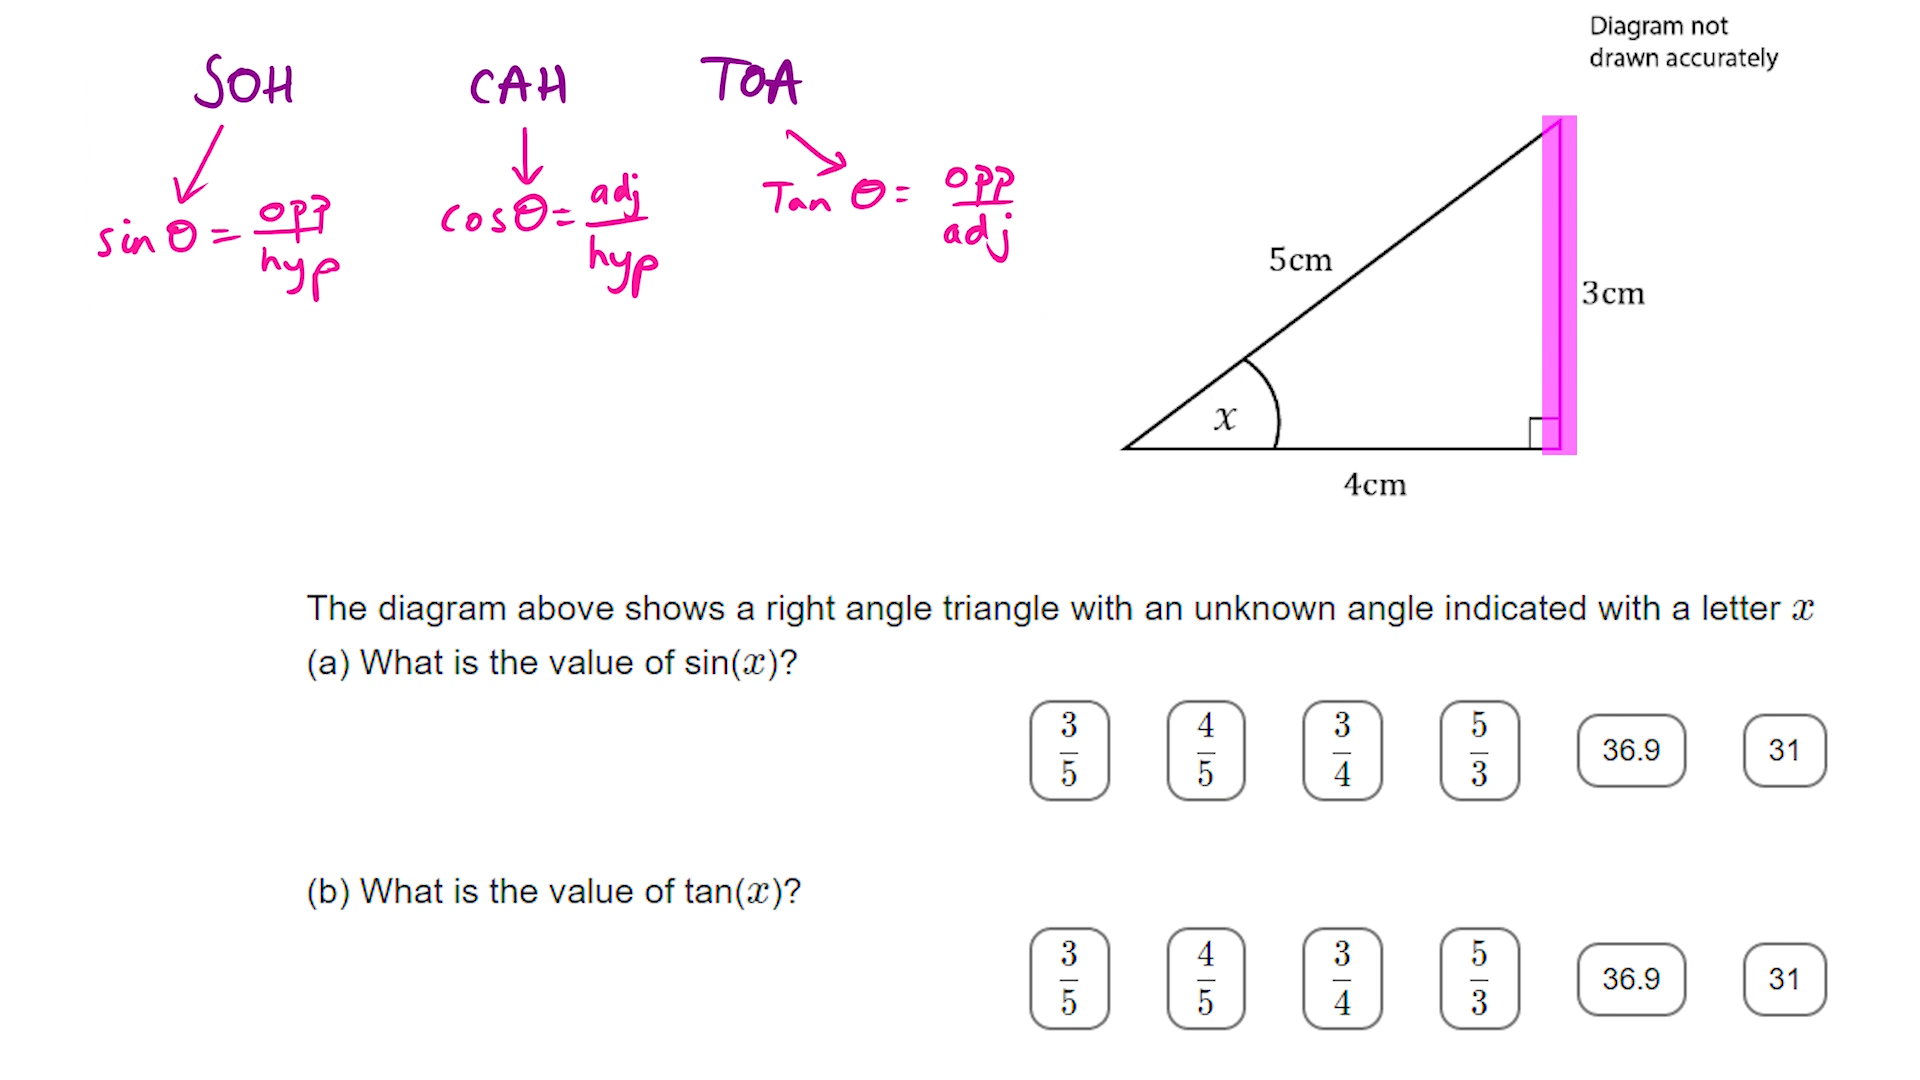 Diagram not
drawn accurately
SOH CAH TOA
sin θ = opp/hyp
cos θ = adj/hyp
Tan θ = opp/adj
5cm
3cm
x
4cm
The diagram above shows a right angle triangle with an unknown angle indicated with a letter x
(a) What is the value of sin(x)?
3/5 4/5 3/4 5/3 36.9 31
(b) What is the value of tan(x)?
3/5 4/5 3/4 5/3 36.9 31